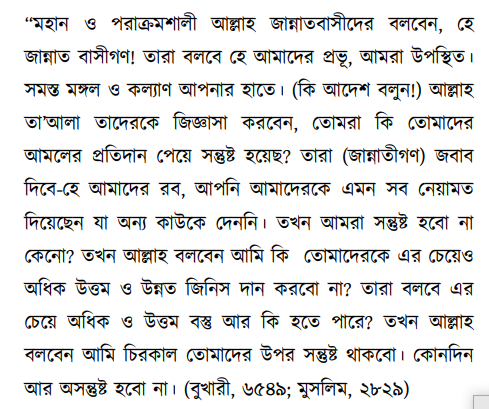 “মহান ও পরাক্রমশালী আল্লাহ জান্নাতবাসীদের বলবেন, হে
জান্নাত বাসীগণ! তারা বলবে হে আমাদের প্রভূ, আমরা উপস্থিত।
সমস্ত মঙ্গল ও কল্যাণ আপনার হাতে। (কি আদেশ বলুন!) আল্লাহ
তা’আলা তাদেরকে জিজ্ঞাসা করবেন, তোমরা কি তোমাদের
আমলের প্রতিদান পেয়ে সন্তুষ্ট হয়েছ? তারা (জান্নাতীগণ) জবাব
দিবে-হে আমাদের রব, আপনি আমাদেরকে এমন সব নেয়ামত
দিয়েছেন যা অন্য কাউকে দেননি। তখন আমরা সন্তুষ্ট হবো না
কেনো? তখন আল্লাহ বলবেন আমি কি তোমাদেরকে এর চেয়েও
অধিক উত্তম ও উন্নত জিনিস দান করবো না? তারা বলবে এর
চেয়ে অধিক ও উত্তম বস্তু আর কি হতে পারে? তখন আল্লাহ
বলবেন আমি চিরকাল তোমাদের উপর সন্তুষ্ট থাকবো। কোনদিন
আর অসন্তুষ্ট হবো না। (বুখারী, ৬৫৪৯; মুসলিম, ২৮২৯)